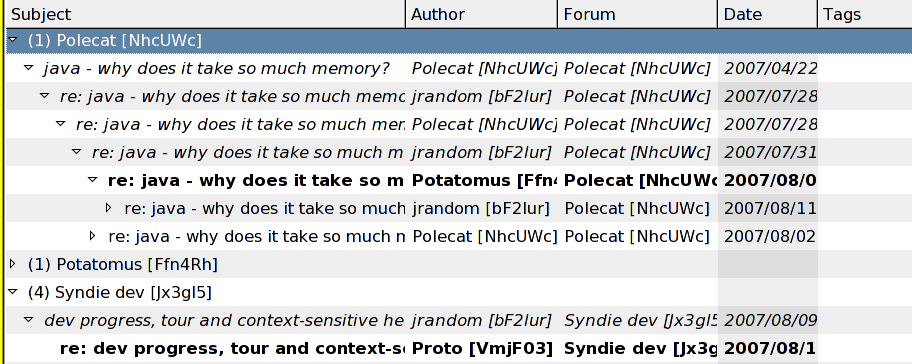 Subject Author Forum Date Tags
(1) Polecat [NhcUWc]
java - why does it take so much memory? Polecat [NhcUWc] Polecat [NhcUWc] 2007/04/22
re: java - why does it take so much memo jrandom [bF2lur] Polecat [NhcUWc] 2007/07/28
re: java - why does it take so much mer Polecat [NhcUWc] Polecat [NhcUWc] 2007/07/28
re: java - why does it take so much m jrandom [bF2lur] Polecat [NhcUWc] 2007/07/31
re: java - why does it take so m Potatomus [Ffn4 Polecat [NhcUWc 2007/08/0
re: java - why does it take so much jrandom [bF2lur] Polecat [NhcUWc] 2007/08/11
re: java - why does it take so much n Polecat [NhcUWc] Polecat [NhcUWc] 2007/08/02
(1) Potatomus [Ffn4Rh]
(4) Syndie dev [Jx3gl5]
dev progress, tour and context-sensitive he jrandom [bF2lur] Syndie dev [Jx3gl5 2007/08/09
re: dev progress, tour and context-s Proto [VmjF03] Syndie dev [Jx3g 2007/08/1